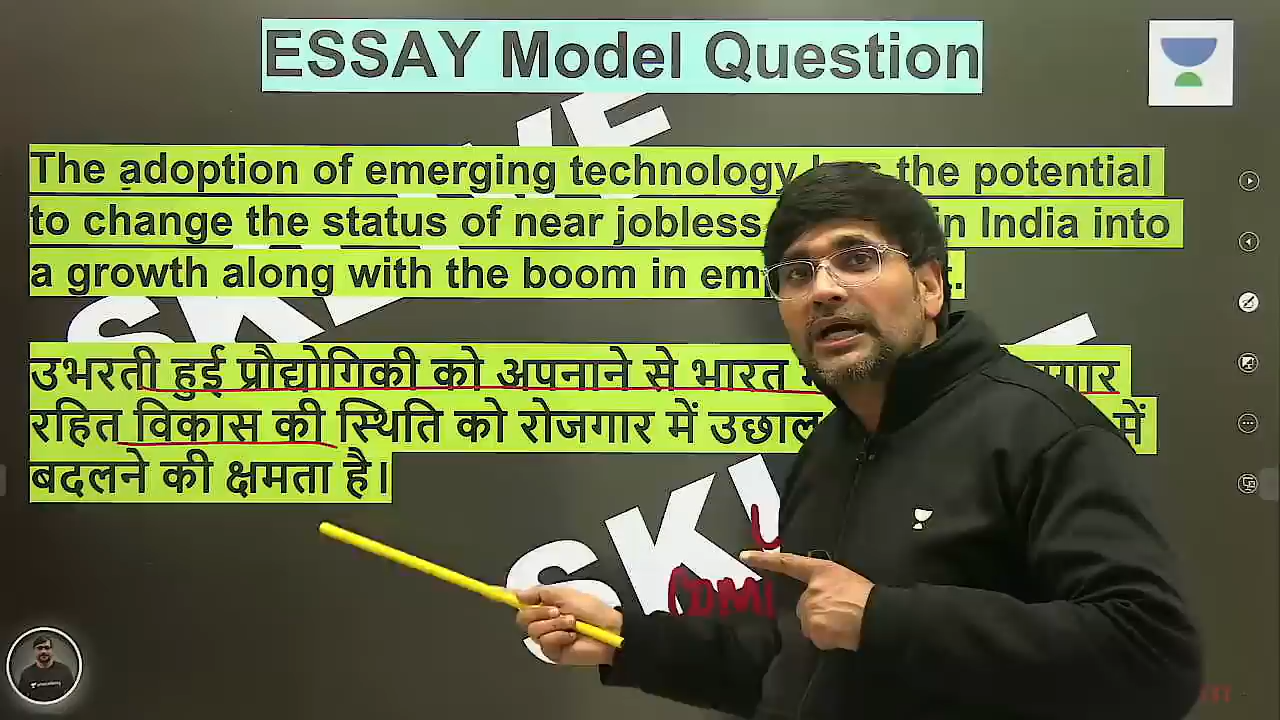 ESSAY Model Question
The adoption of emerging technology the potential
to change the status of near jobless in India into
a growth along with the boom in
उभरती हुई प्रौद्योगिकी को अपनाने से भारत
रहित विकास की स्थिति को रोजगार में उछाल में
बदलने की क्षमता है।